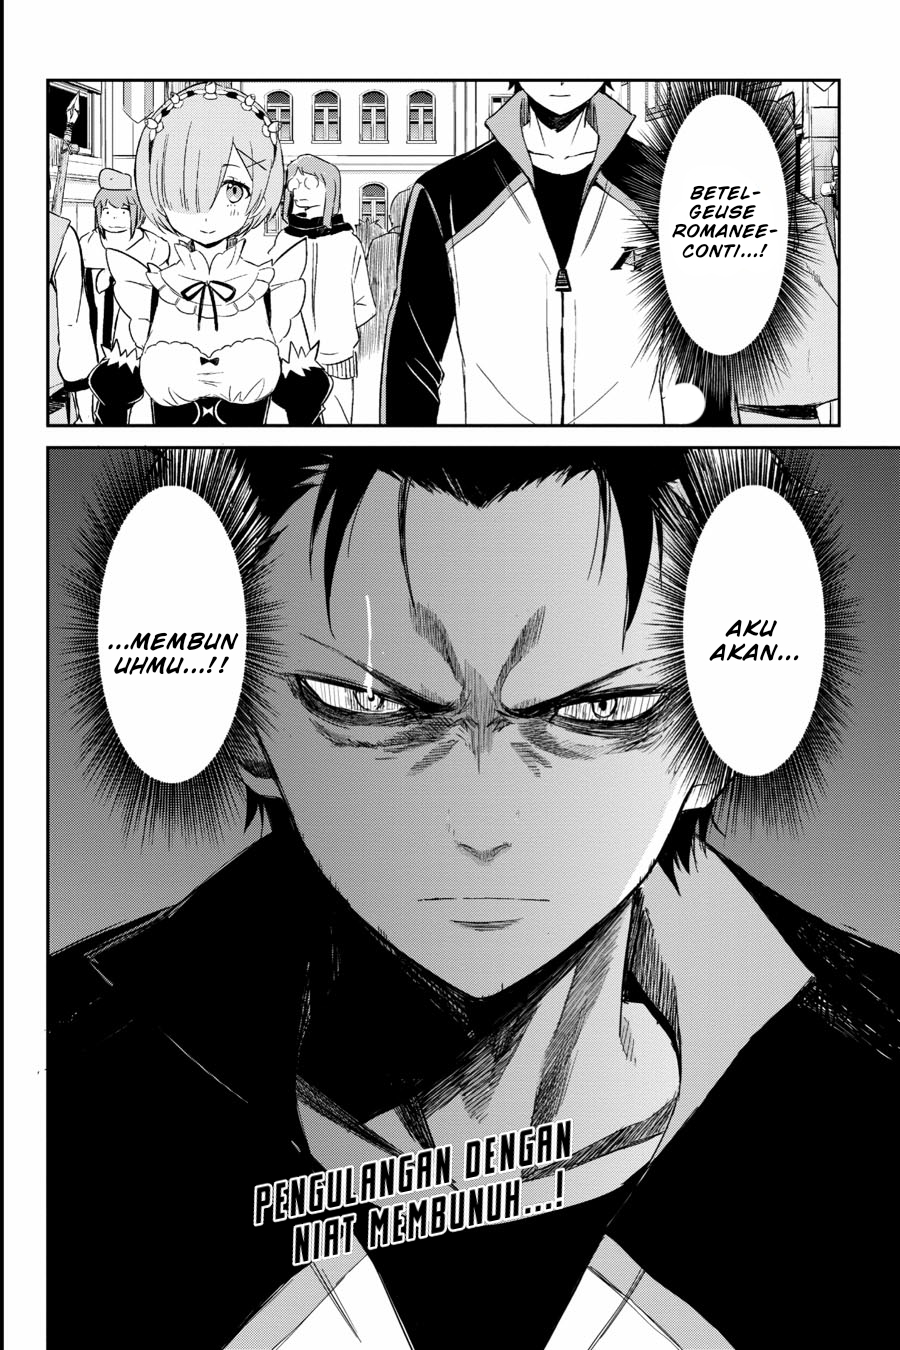 BETEL-
GEUSE
ROMANEE-
CONTI...!
AKU
AKAN...
...MEMBUN
UHMU...!!
PENGULANGAN DENGAN
NIAT MEMBUNUH...!